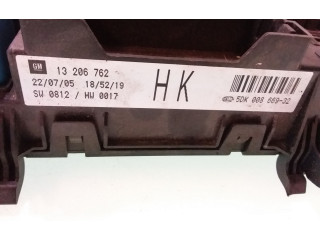 GM 13 206 762
22/07/05 18/52/19
SW 0812 / HW 0017
HK
5DK 008 669-32